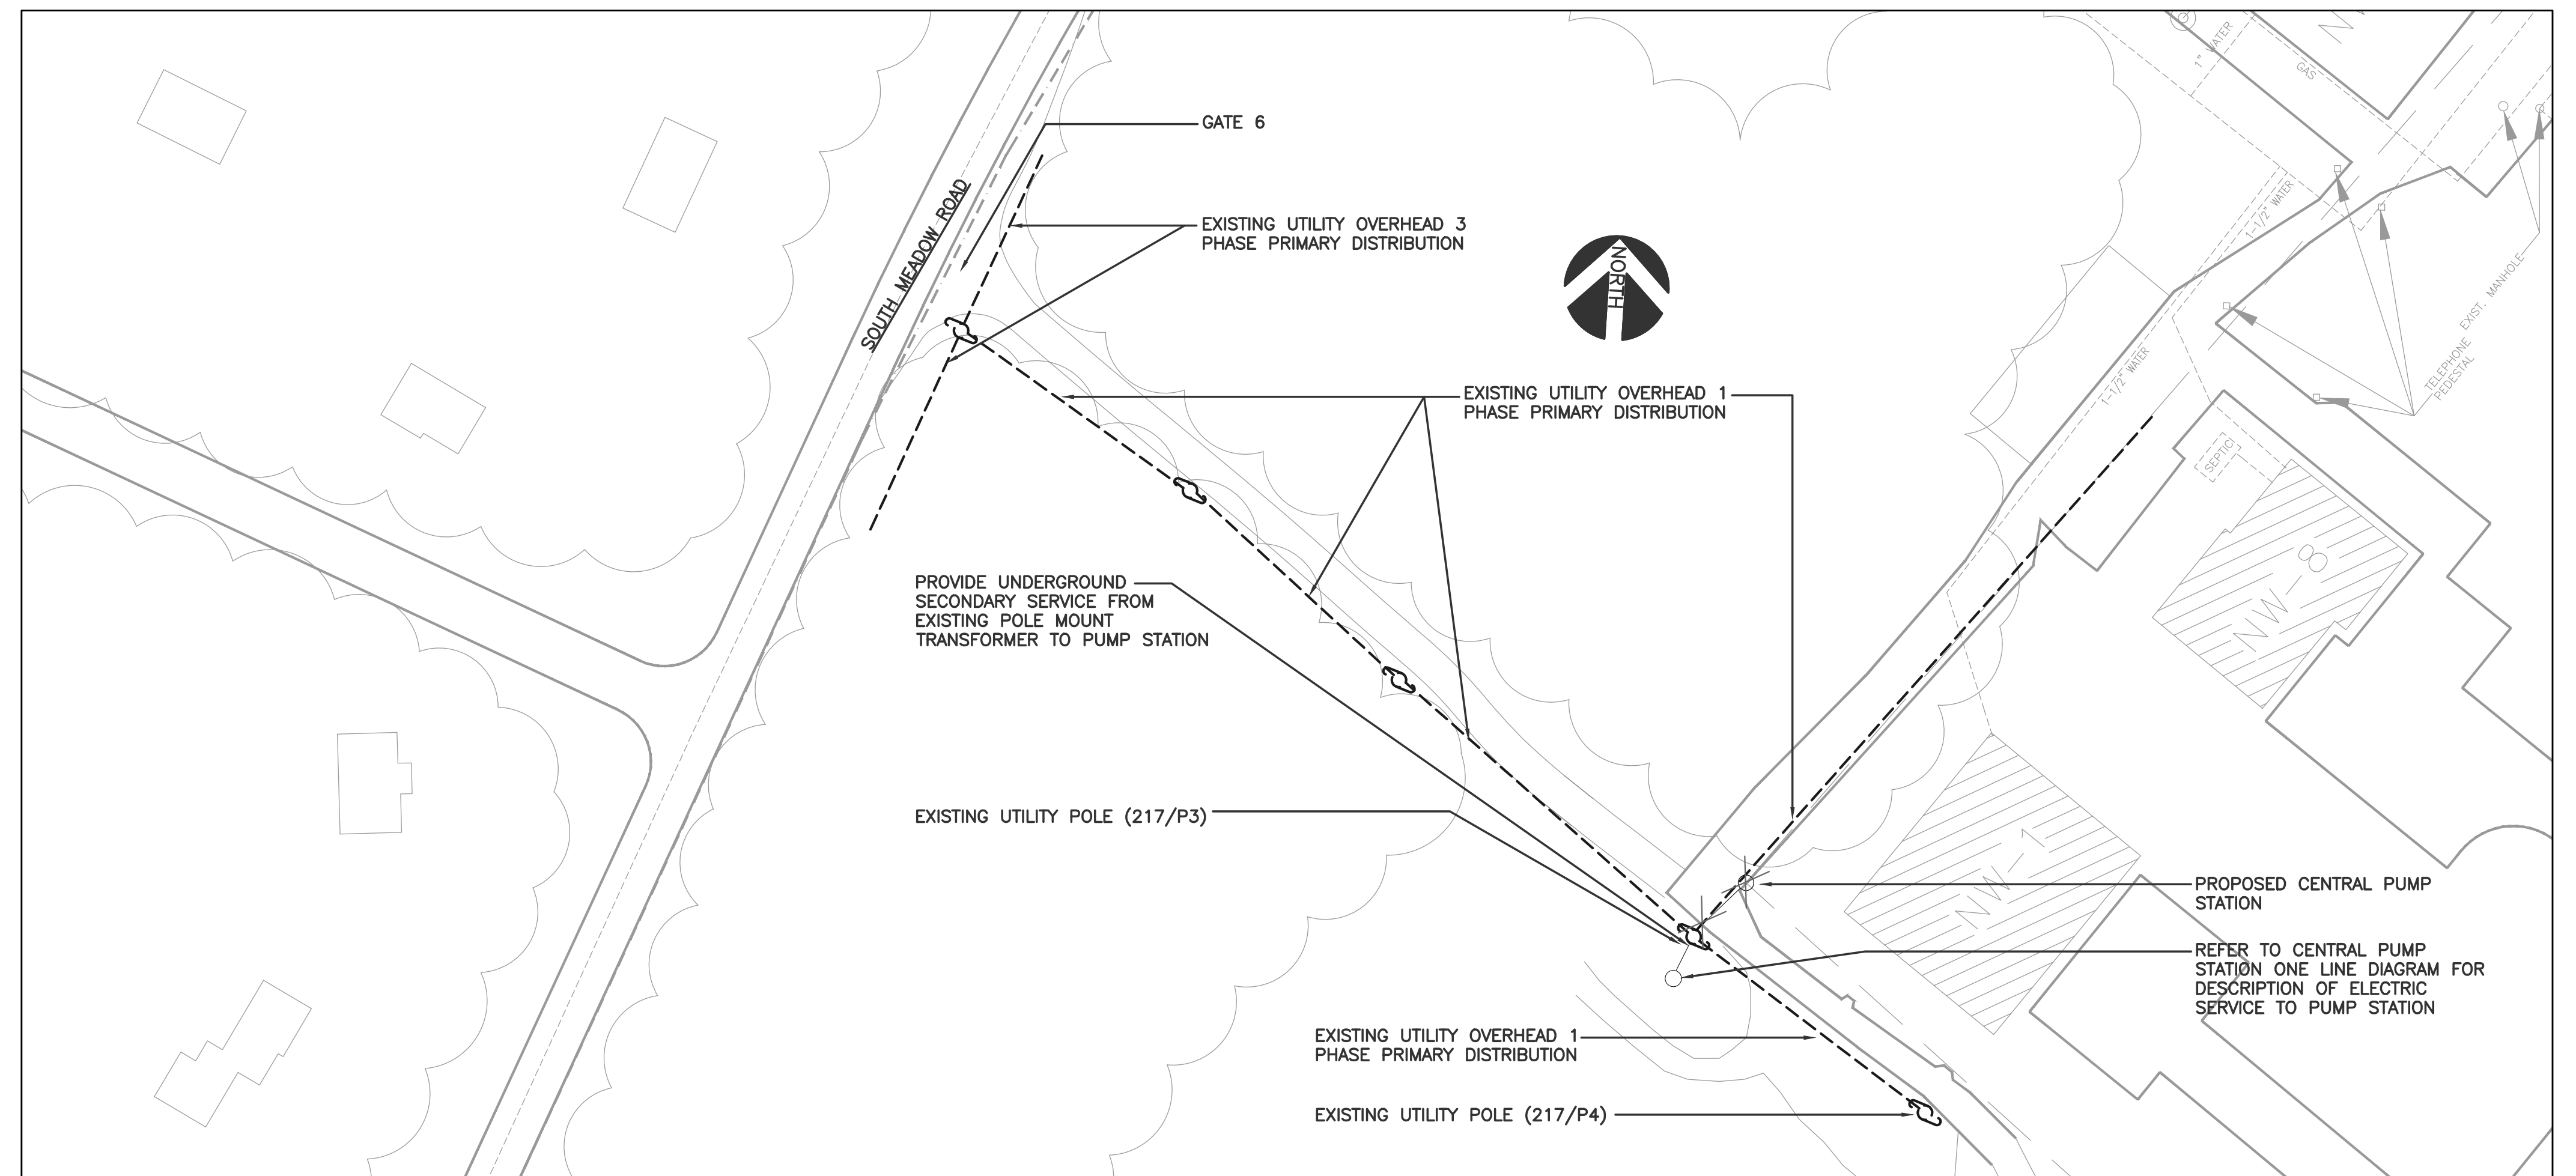 1" WATER
GAS
GATE 6
SOUTH MEADOW ROAD
EXISTING UTILITY OVERHEAD 3
PHASE PRIMARY DISTRIBUTION
NORTH
1-1/2" WATER
EXIST. MANHOLE
TELEPHONE
PEDESTAL
1-1/2" WATER
EXISTING UTILITY OVERHEAD 1
PHASE PRIMARY DISTRIBUTION
SEPTIC
NW-8
PROVIDE UNDERGROUND
SECONDARY SERVICE FROM
EXISTING POLE MOUNT
TRANSFORMER TO PUMP STATION
EXISTING UTILITY POLE (217/P3)
NW-1
PROPOSED CENTRAL PUMP
STATION
REFER TO CENTRAL PUMP
STATION ONE LINE DIAGRAM FOR
DESCRIPTION OF ELECTRIC
SERVICE TO PUMP STATION
EXISTING UTILITY OVERHEAD 1
PHASE PRIMARY DISTRIBUTION
EXISTING UTILITY POLE (217/P4)